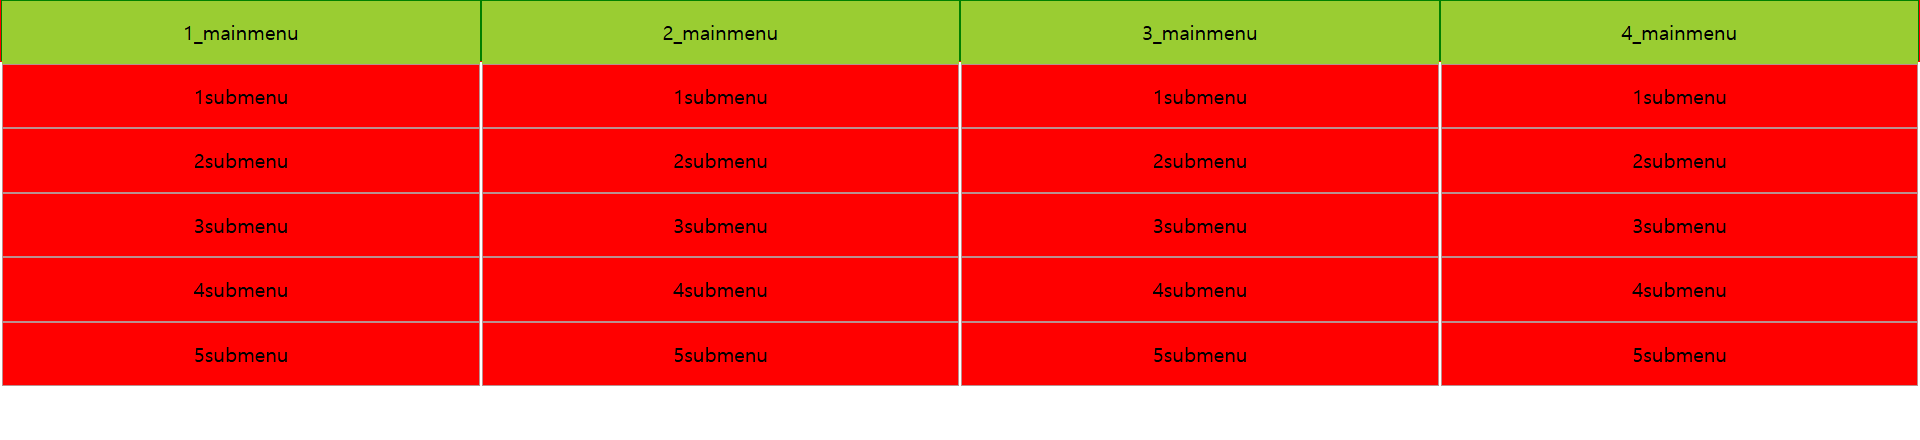 1_mainmenu 2_mainmenu 3_mainmenu 4_mainmenu
1submenu 1submenu 1submenu 1submenu
2submenu 2submenu 2submenu 2submenu
3submenu 3submenu 3submenu 3submenu
4submenu 4submenu 4submenu 4submenu
5submenu 5submenu 5submenu 5submenu